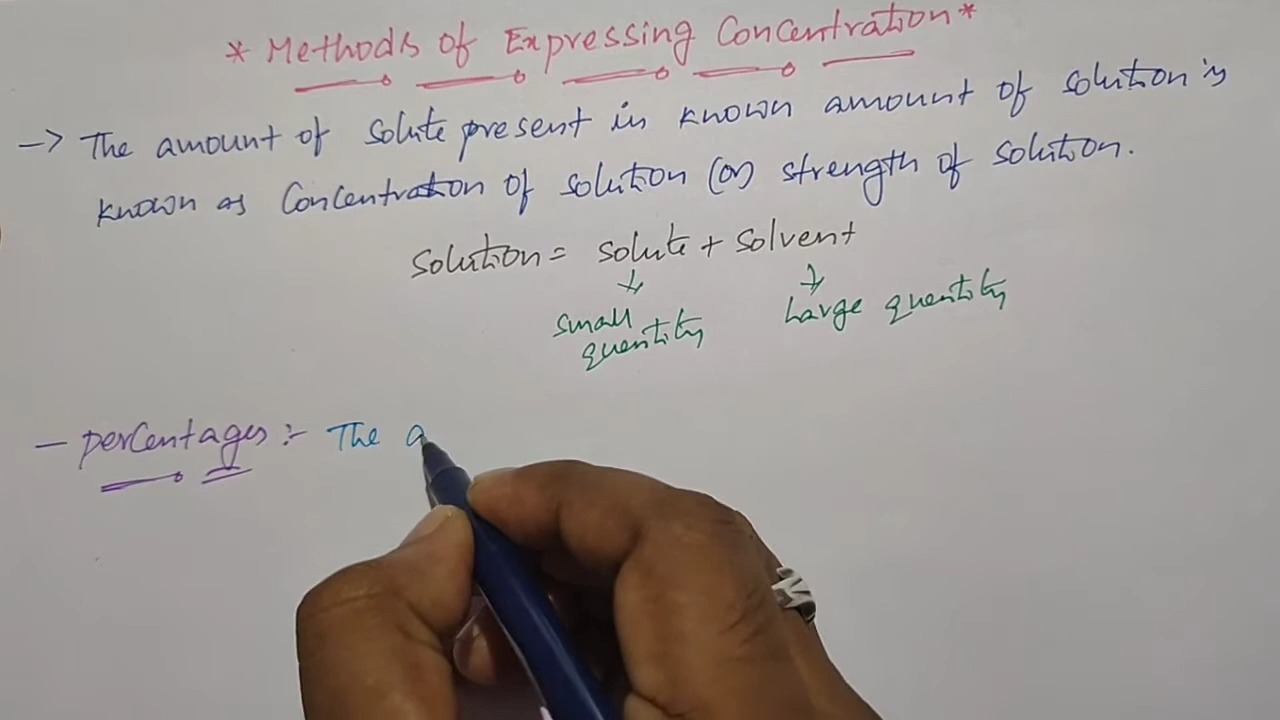 * Methods of Expressing Concentration *
-> The amount of solute present in known amount of solution is
known as Concentration of solution (or) strength of solution.
Solution = solute + solvent
small Large quantity
quantity
- percentages :- The a